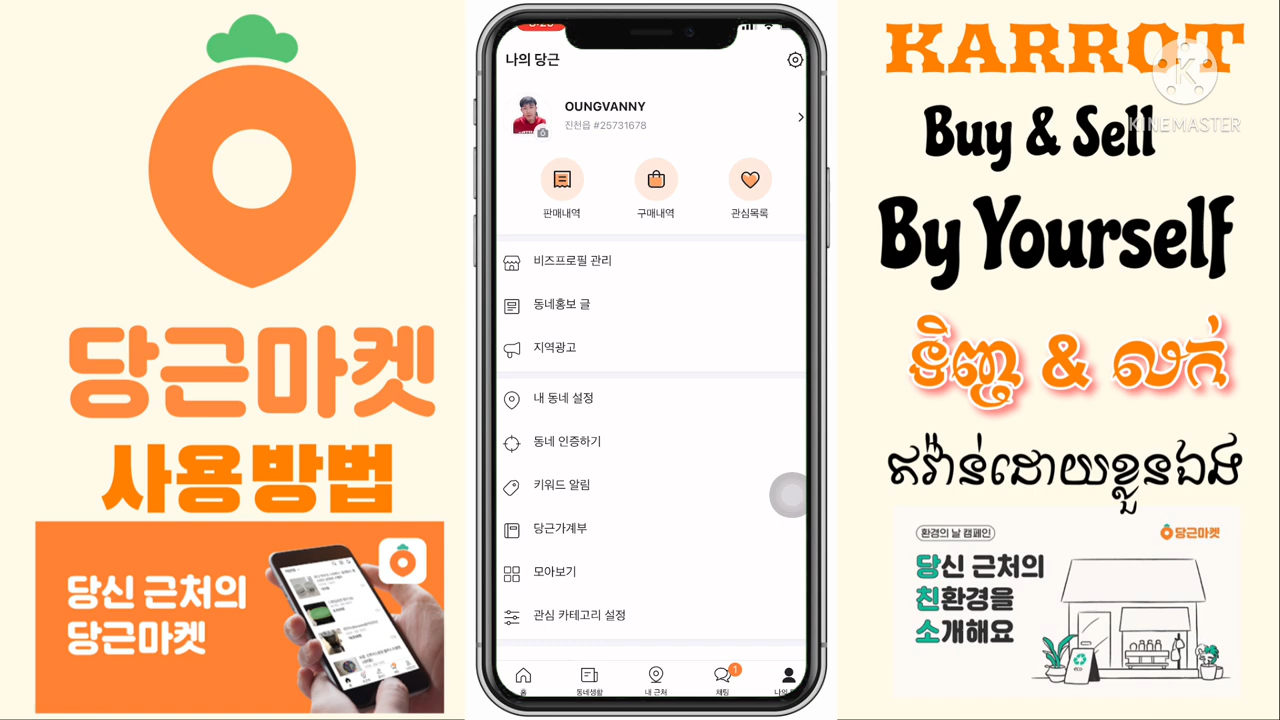 당근마켓
사용방법
당신 근처의
당근마켓
나의 당근
OUNGVANNY
진천읍 #25731678
판매내역
구매내역
관심목록
비즈프로필 관리
동네홍보 글
지역광고
내 동네 설정
동네 인증하기
키워드 알림
당근가계부
모아보기
관심 카테고리 설정
1
홈
동네생활
내 근처
채팅
KARROT
KINEMASTER
Buy & Sell
By Yourself
ទិញ & លក់
ឥវ៉ាន់ដោយខ្លួនឯង
환경의 날 캠페인
당근마켓
당신 근처의
친환경을
소개해요
eco